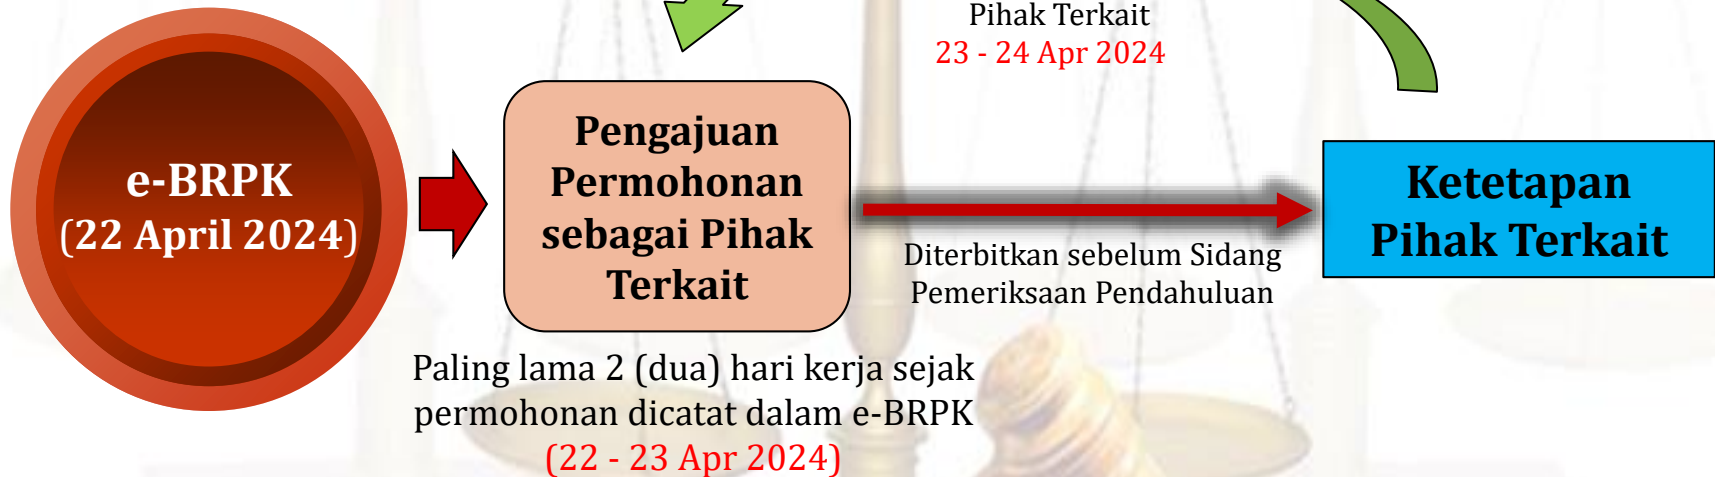 Pihak Terkait
23 - 24 Apr 2024
e-BRPK
(22 April 2024)
Pengajuan
Permohonan
sebagai Pihak
Terkait
Diterbitkan sebelum Sidang
Pemeriksaan Pendahuluan
Ketetapan
Pihak Terkait
Paling lama 2 (dua) hari kerja sejak
permohonan dicatat dalam e-BRPK
(22 - 23 Apr 2024)